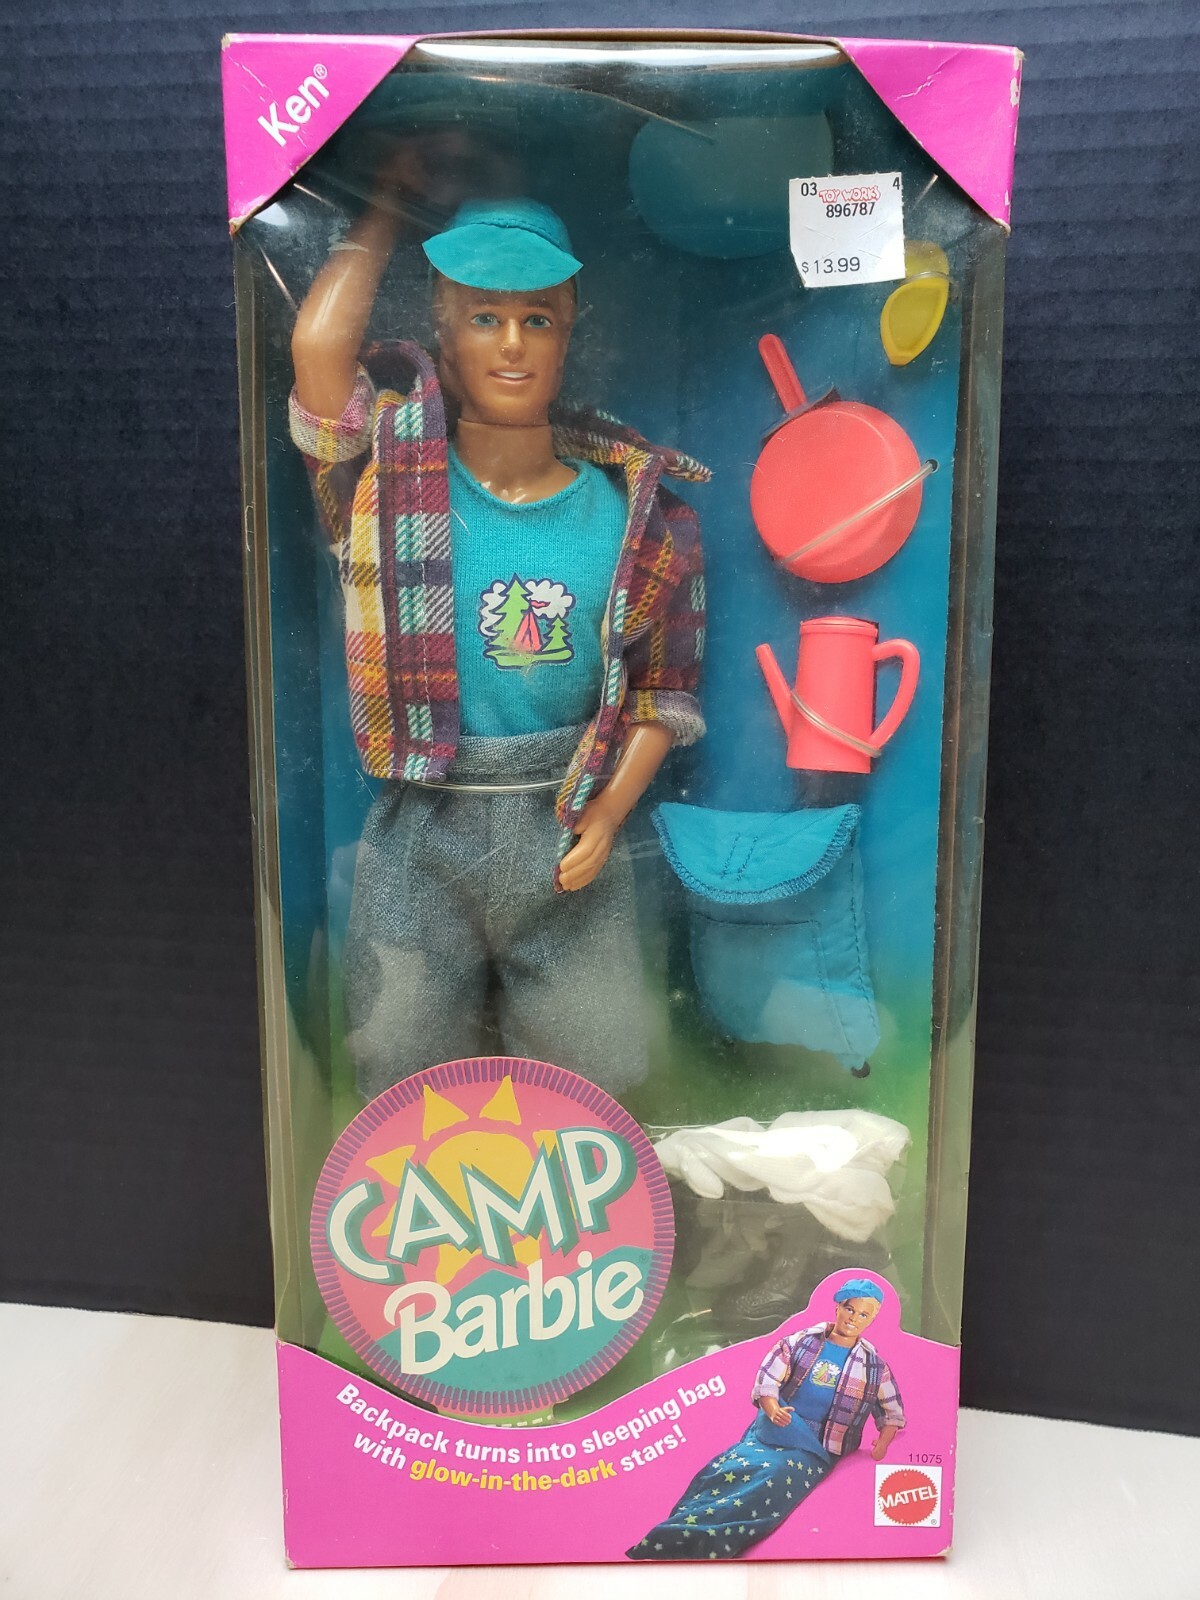 Ken®
03 TOY WORKS 4
896787
$13.99
CAMP
Barbie®
Backpack turns into sleeping bag
with glow-in-the-dark stars!
11075
MATTEL®